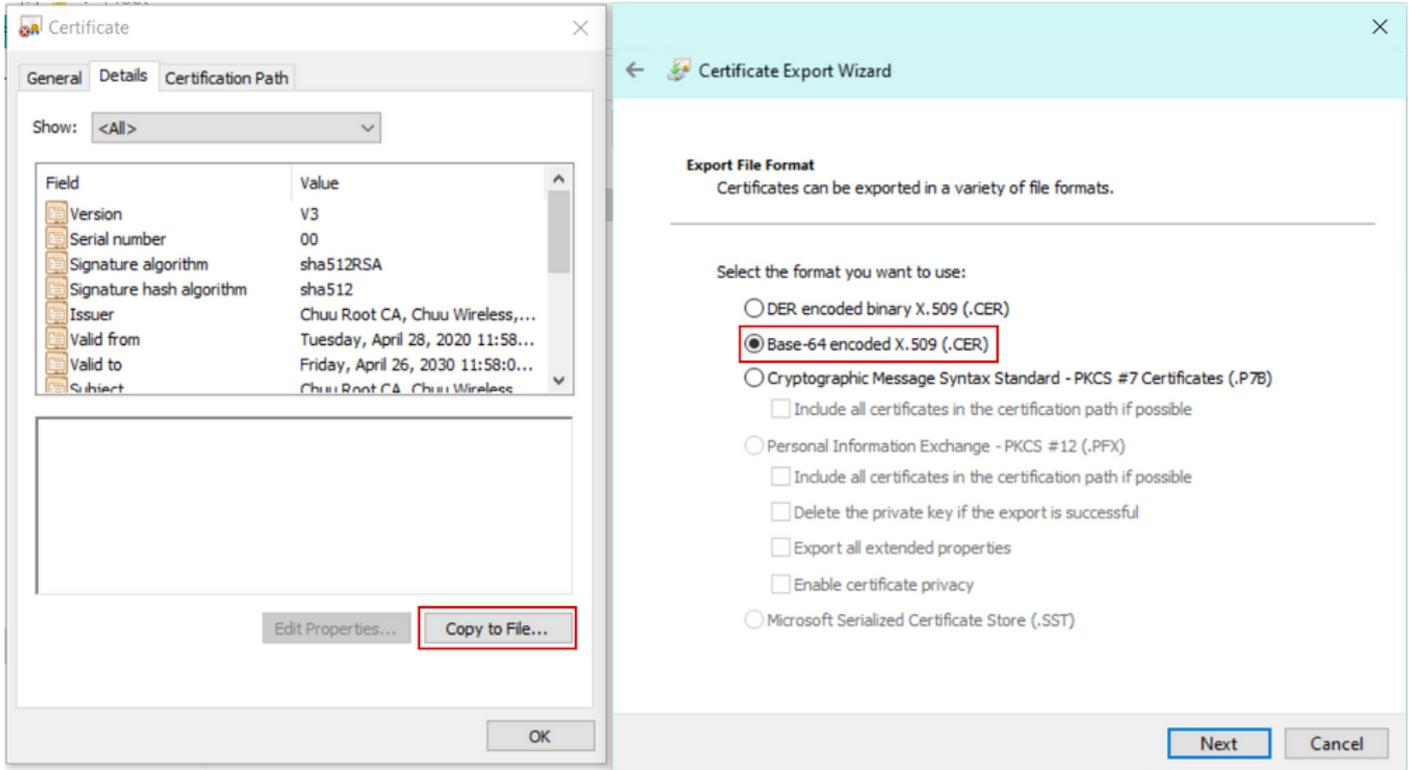 Certificate
General Details Certification Path
Show: <All>
Field Value
Version V3
Serial number 00
Signature algorithm sha512RSA
Signature hash algorithm sha512
Issuer Chuu Root CA, Chuu Wireless,...
Valid from Tuesday, April 28, 2020 11:58...
Valid to Friday, April 26, 2030 11:58:0...
Subject Chuu Root CA, Chuu Wireless
Edit Properties... Copy to File...
OK
Certificate Export Wizard
Export File Format
Certificates can be exported in a variety of file formats.
Select the format you want to use:
DER encoded binary X.509 (.CER)
Base-64 encoded X.509 (.CER)
Cryptographic Message Syntax Standard - PKCS #7 Certificates (.P7B)
Include all certificates in the certification path if possible
Personal Information Exchange - PKCS #12 (.PFX)
Include all certificates in the certification path if possible
Delete the private key if the export is successful
Export all extended properties
Enable certificate privacy
Microsoft Serialized Certificate Store (.SST)
Next Cancel